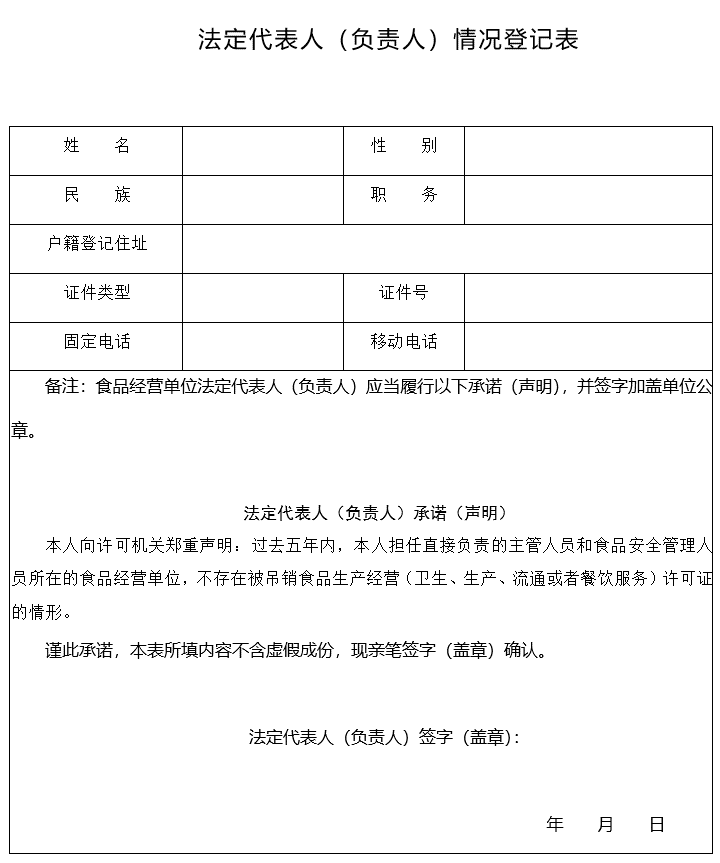 法定代表人（负责人）情况登记表
姓　　名
性　　别
民　　族
职　　务
户籍登记住址
证件类型
证件号
固定电话
移动电话
备注：食品经营单位法定代表人（负责人）应当履行以下承诺（声明），并签字加盖单位公
章。
法定代表人（负责人）承诺（声明）
本人向许可机关郑重声明：过去五年内，本人担任直接负责的主管人员和食品安全管理人
员所在的食品经营单位，不存在被吊销食品生产经营（卫生、生产、流通或者餐饮服务）许可证
的情形。
谨此承诺，本表所填内容不含虚假成份，现亲笔签字（盖章）确认。
法定代表人（负责人）签字（盖章）：
年　　月　　日